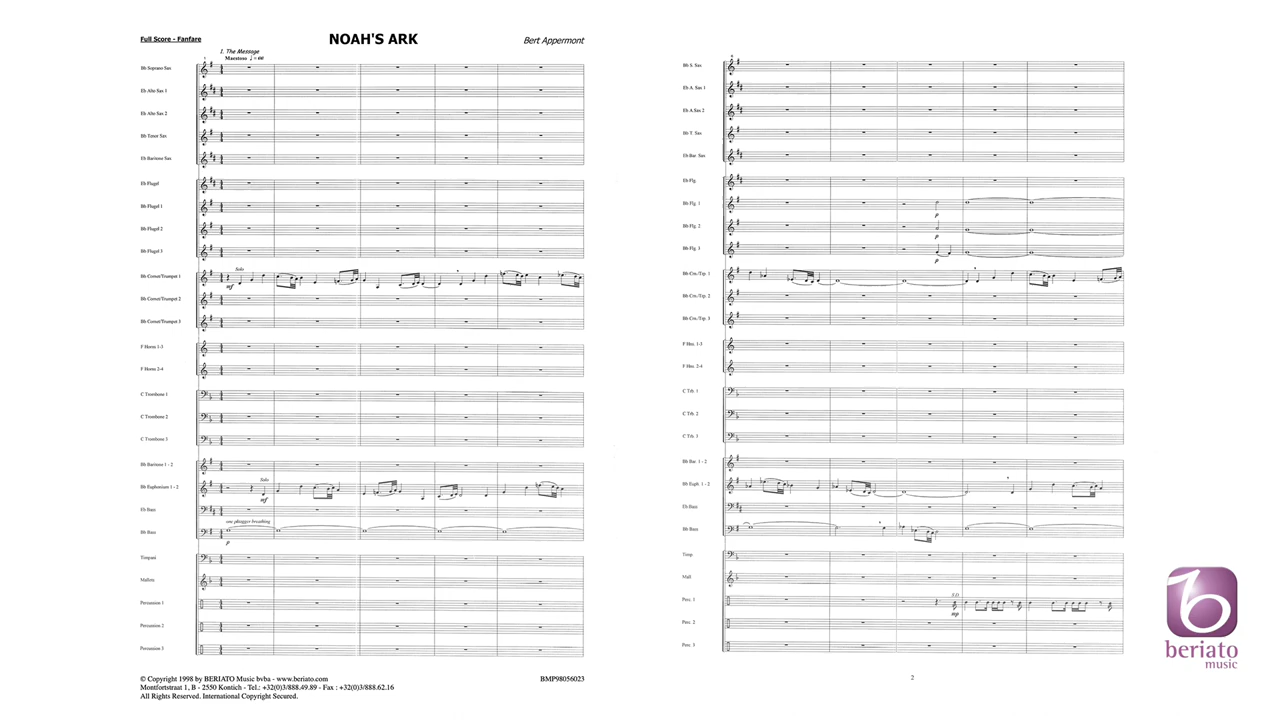 Full Score - Fanfare
NOAH'S ARK
Bert Appermont
I. The Message
Maestoso ♩ = 66
Bb Soprano Sax
Eb Alto Sax 1
Eb Alto Sax 2
Bb Tenor Sax
Eb Baritone Sax
Eb Flugel
Bb Flugel 1
Bb Flugel 2
Bb Flugel 3
Bb Cornet/Trumpet 1
Solo
mf
Bb Cornet/Trumpet 2
Bb Cornet/Trumpet 3
F Horns 1-3
F Horns 2-4
C Trombone 1
C Trombone 2
C Trombone 3
Bb Baritone 1 - 2
Bb Euphonium 1 - 2
Solo
mf
Eb Bass
one phogger breathing
Bb Bass
p
Timpani
Mallets
Percussion 1
Percussion 2
Percussion 3
© Copyright 1998 by BERIATO Music bvba - www.beriato.com
BMP98056023
Montfortstraat 1, B - 2550 Kontich - Tel.: +32(0)3/888.49.89 - Fax : +32(0)3/888.62.16
All Rights Reserved. International Copyright Secured.
Bb S. Sax
Eb A. Sax 1
Eb A.Sax 2
Bb T. Sax
Eb Bar. Sax
Eb Flg
Bb Flg. 1
p
Bb Flg. 2
p
Bb Flg. 3
p
Bb Crn./Trp. 1
Bb Crn./Trp. 2
Bb Crn./Trp. 3
F Hns. 1-3
F Hns. 2-4
C Trb. 1
C Trb. 2
C Trb. 3
Bb Bar. 1 - 2
Bb Euph. 1 - 2
Eb Bass
Bb Bass
Timp.
Mall
Perc. 1
S.D.
mp
Perc. 2
Perc. 3
2
beriato
music